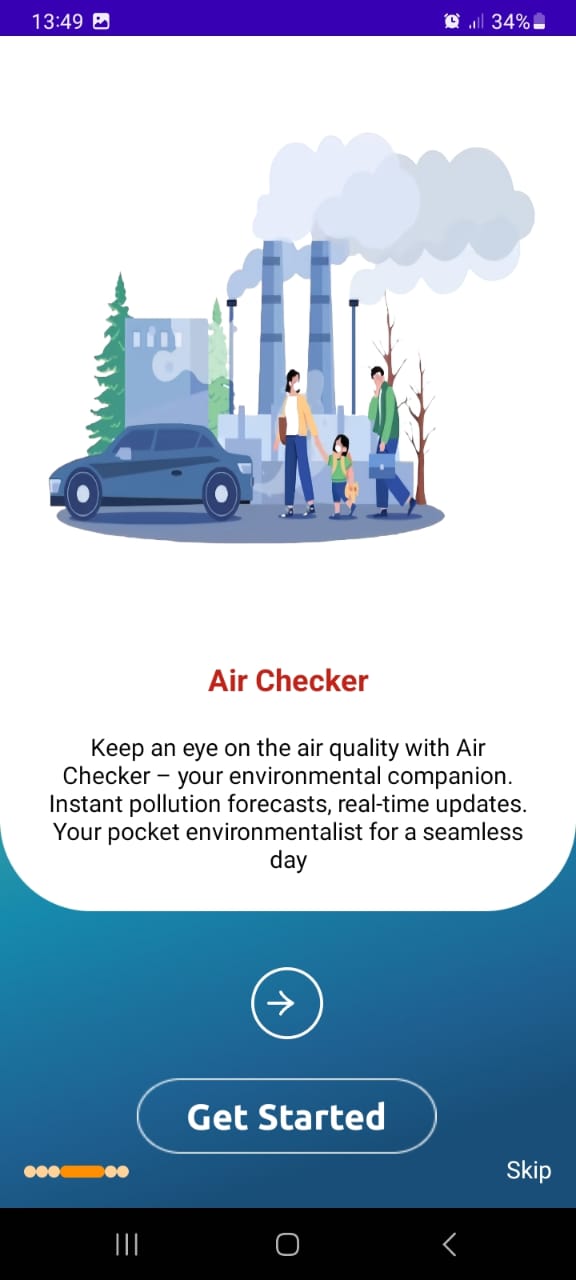 13:49
34%
Air Checker
Keep an eye on the air quality with Air
Checker – your environmental companion.
Instant pollution forecasts, real-time updates.
Your pocket environmentalist for a seamless
day
Get Started
Skip